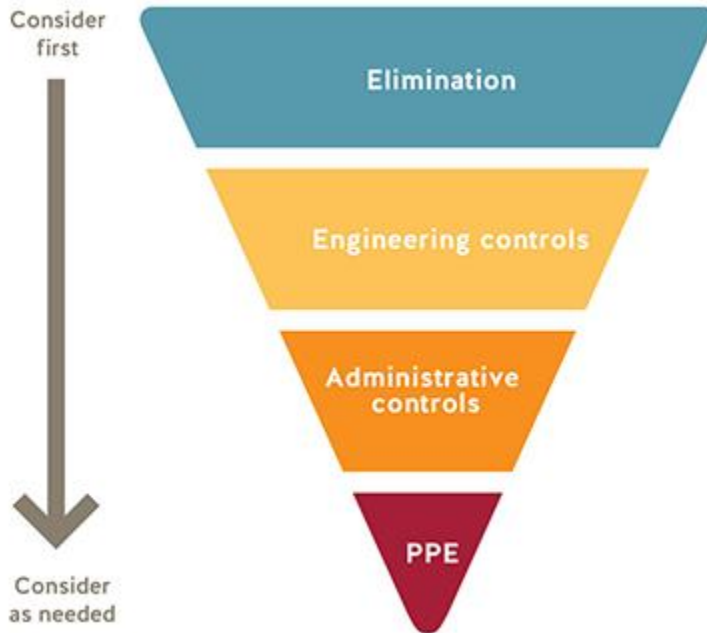 Consider
first
Elimination
Engineering controls
Administrative
controls
PPE
Consider
as needed